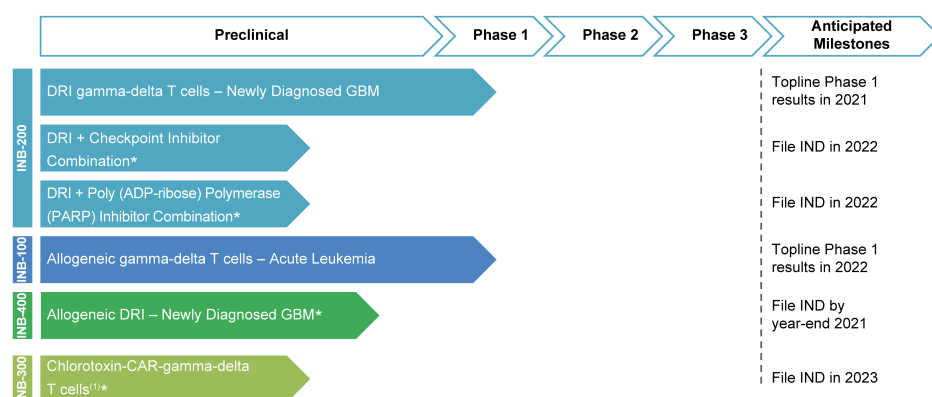 Preclinical
Phase 1
Phase 2
Phase 3
Anticipated
Milestones
INB-200
DRI gamma-delta T cells – Newly Diagnosed GBM
Topline Phase 1
results in 2021
DRI + Checkpoint Inhibitor
Combination*
File IND in 2022
DRI + Poly (ADP-ribose) Polymerase
(PARP) Inhibitor Combination*
File IND in 2022
INB-100
Allogeneic gamma-delta T cells – Acute Leukemia
Topline Phase 1
results in 2022
INB-400
Allogeneic DRI – Newly Diagnosed GBM*
File IND by
year-end 2021
INB-300
Chlorotoxin-CAR-gamma-delta
T cells(1)*
File IND in 2023